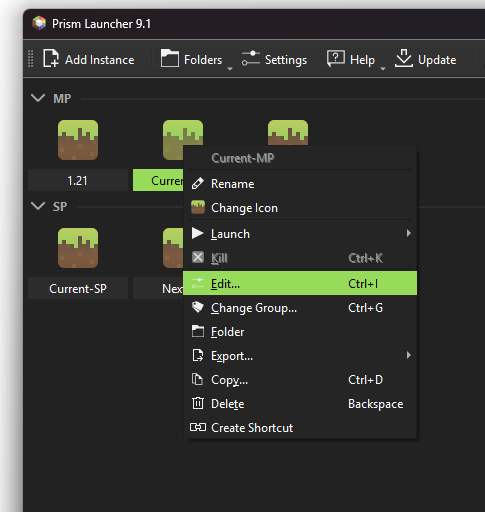 Prism Launcher 9.1
Add Instance Folders Settings Help Update
MP
1.21 Curre
Current-MP
Rename
Change Icon
Launch
Kill Ctrl+K
Edit... Ctrl+I
Change Group... Ctrl+G
Folder
Export...
Copy... Ctrl+D
Delete Backspace
Create Shortcut
SP
Current-SP Nex